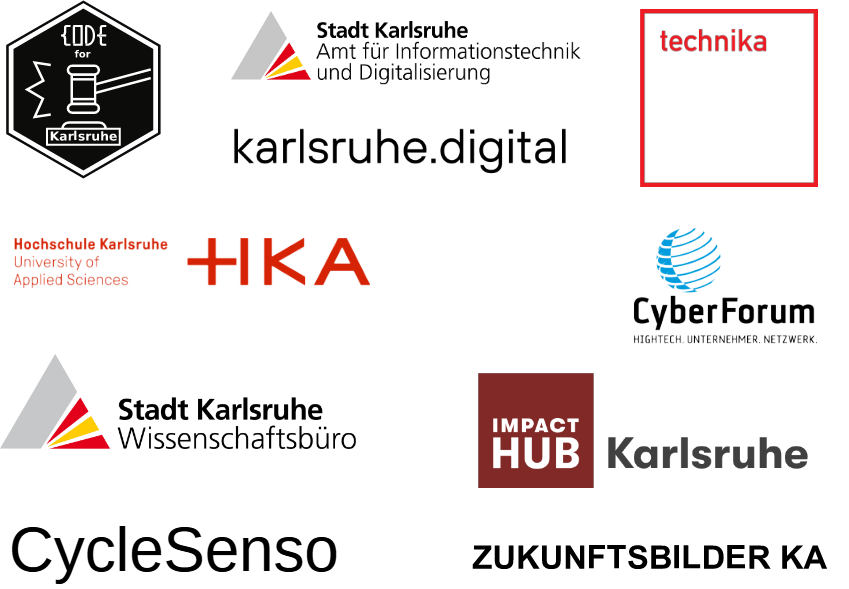 CODE
for
Karlsruhe
Stadt Karlsruhe
Amt für Informationstechnik
und Digitalisierung
karlsruhe.digital
technika
Hochschule Karlsruhe
University of
Applied Sciences
HKA
CyberForum
HIGHTECH. UNTERNEHMER. NETZWERK.
Stadt Karlsruhe
Wissenschaftsbüro
IMPACT
HUB
Karlsruhe
CycleSenso
ZUKUNFTSBILDER KA